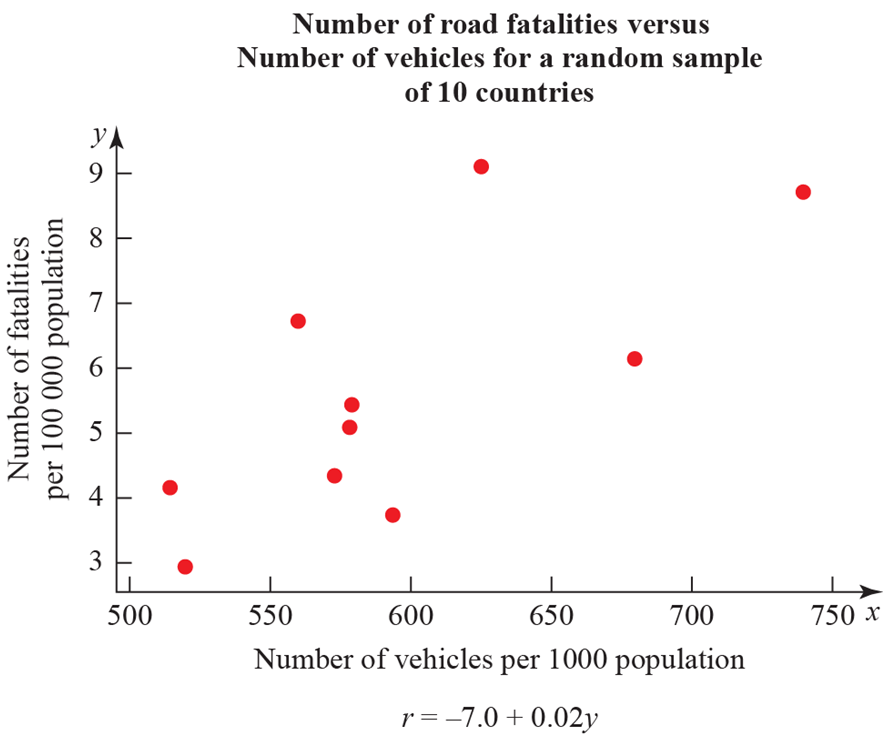 Number of road fatalities versus
Number of vehicles for a random sample
of 10 countries
y
9
8
7
6
5
4
3
Number of fatalities
per 100 000 population
500 550 600 650 700 750 x
Number of vehicles per 1000 population
r = –7.0 + 0.02y